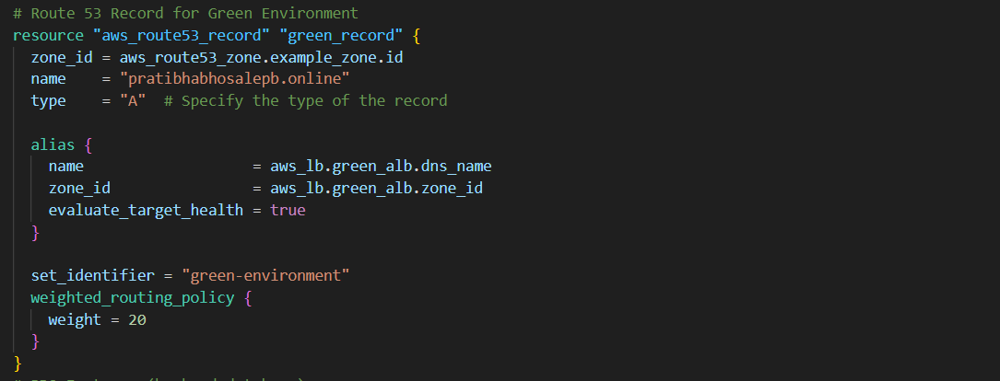 # Route 53 Record for Green Environment
resource "aws_route53_record" "green_record" {
  zone_id = aws_route53_zone.example_zone.id
  name    = "pratibhabhosalepb.online"
  type    = "A"  # Specify the type of the record

  alias {
    name                   = aws_lb.green_alb.dns_name
    zone_id                = aws_lb.green_alb.zone_id
    evaluate_target_health = true
  }

  set_identifier = "green-environment"
  weighted_routing_policy {
    weight = 20
  }
}